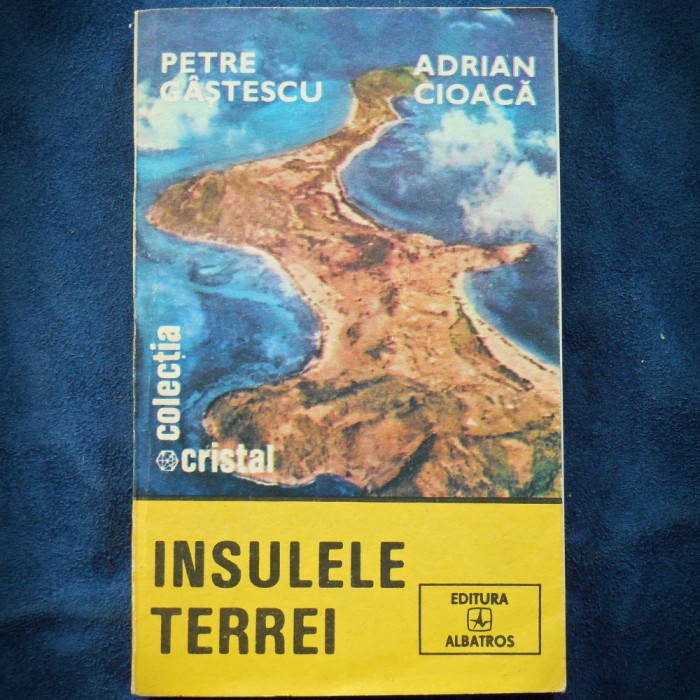 PETRE
GÂȘTESCU
ADRIAN
CIOACĂ
colecția
cristal
INSULELE
TERREI
EDITURA
ALBATROS